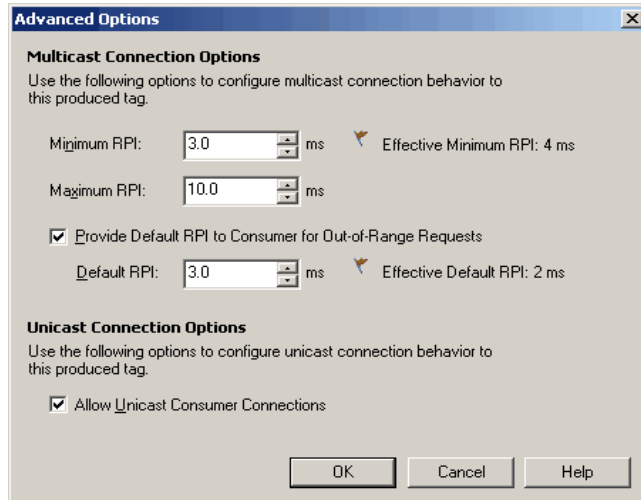 Advanced Options
Multicast Connection Options
Use the following options to configure multicast connection behavior to
this produced tag.
Minimum RPI: 3.0 ms Effective Minimum RPI: 4 ms
Maximum RPI: 10.0 ms
Provide Default RPI to Consumer for Out-of-Range Requests
Default RPI: 3.0 ms Effective Default RPI: 2 ms
Unicast Connection Options
Use the following options to configure unicast connection behavior to
this produced tag.
Allow Unicast Consumer Connections
OK Cancel Help